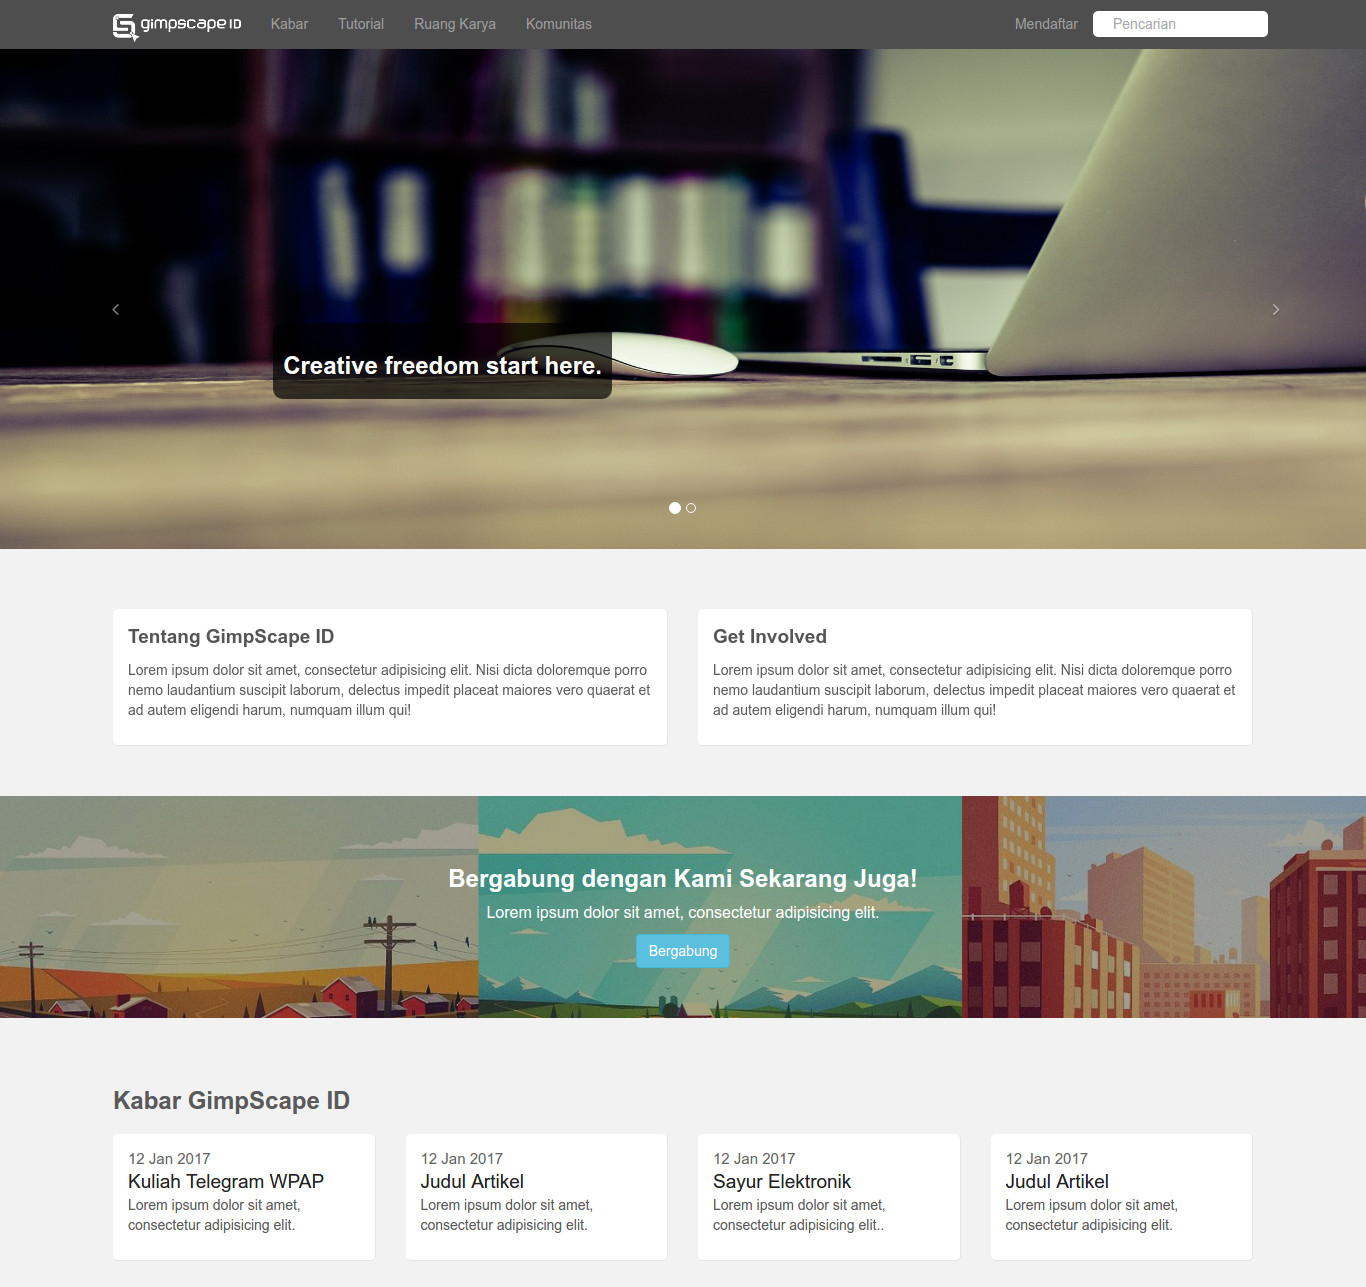 gimpscape ID Kabar Tutorial Ruang Karya Komunitas Mendaftar Pencarian
Creative freedom start here.
Tentang GimpScape ID
Lorem ipsum dolor sit amet, consectetur adipisicing elit. Nisi dicta doloremque porro
nemo laudantium suscipit laborum, delectus impedit placeat maiores vero quaerat et
ad autem eligendi harum, numquam illum qui!
Get Involved
Lorem ipsum dolor sit amet, consectetur adipisicing elit. Nisi dicta doloremque porro
nemo laudantium suscipit laborum, delectus impedit placeat maiores vero quaerat et
ad autem eligendi harum, numquam illum qui!
Bergabung dengan Kami Sekarang Juga!
Lorem ipsum dolor sit amet, consectetur adipisicing elit.
Bergabung
Kabar GimpScape ID
12 Jan 2017
Kuliah Telegram WPAP
Lorem ipsum dolor sit amet,
consectetur adipisicing elit.
12 Jan 2017
Judul Artikel
Lorem ipsum dolor sit amet,
consectetur adipisicing elit.
12 Jan 2017
Sayur Elektronik
Lorem ipsum dolor sit amet,
consectetur adipisicing elit..
12 Jan 2017
Judul Artikel
Lorem ipsum dolor sit amet,
consectetur adipisicing elit.